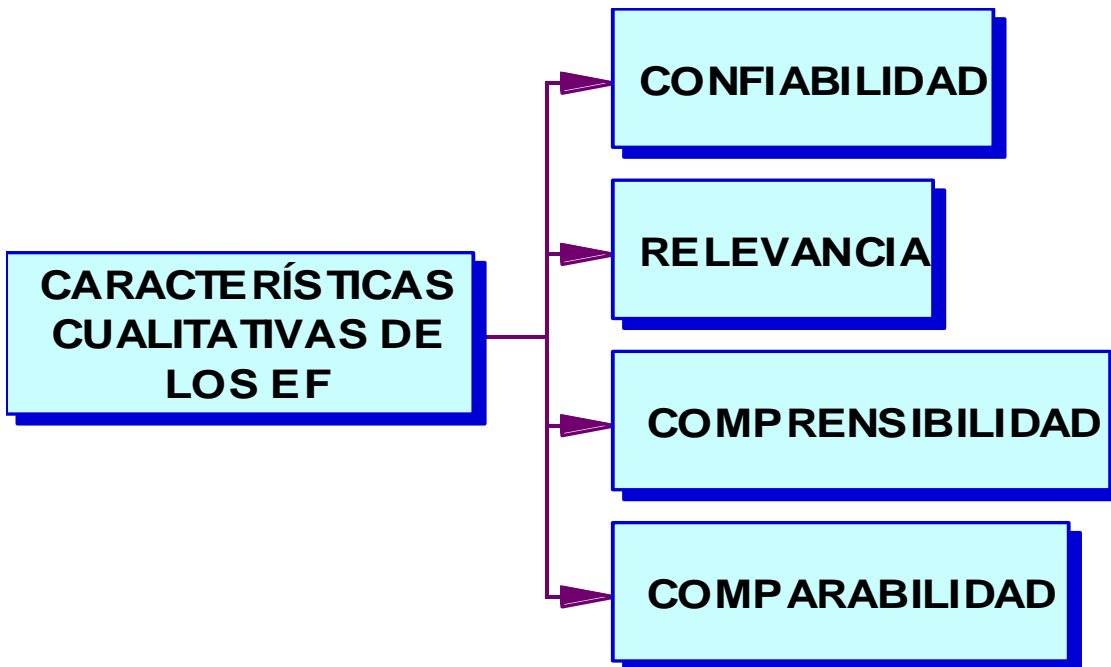 CARACTERÍSTICAS
CUALITATIVAS DE
LOS EF
CONFIABILIDAD
RELEVANCIA
COMPRENSIBILIDAD
COMPARABILIDAD